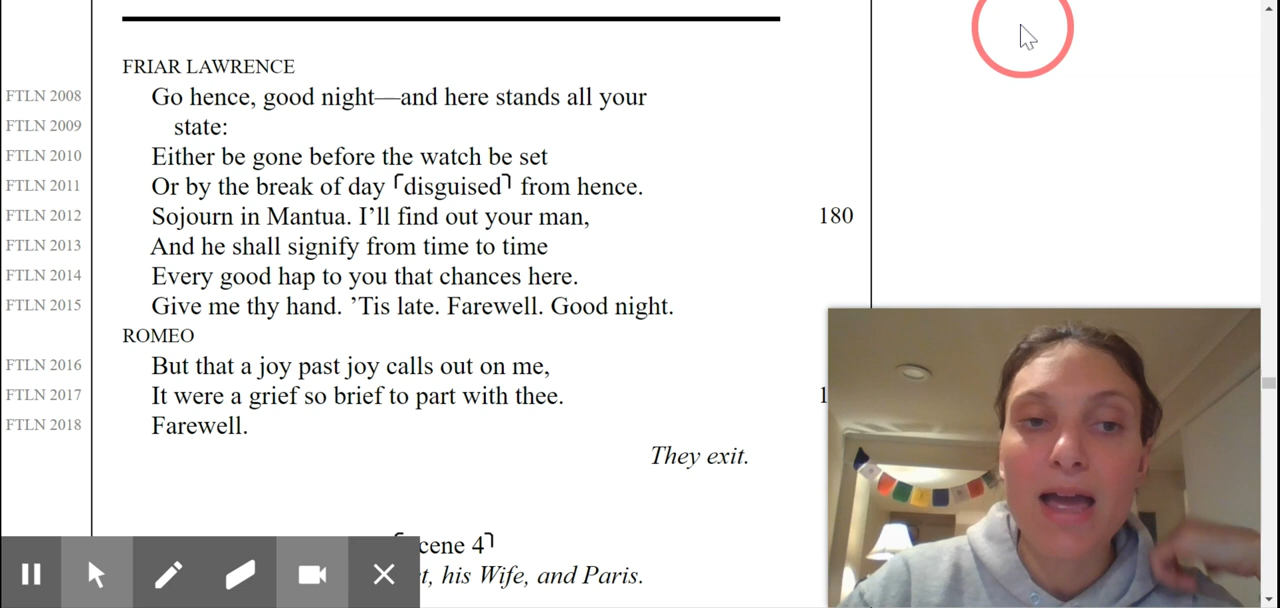 FRIAR LAWRENCE
FTLN 2008 Go hence, good night—and here stands all your
FTLN 2009 state:
FTLN 2010 Either be gone before the watch be set
FTLN 2011 Or by the break of day ⌜disguised⌝ from hence.
FTLN 2012 Sojourn in Mantua. I’ll find out your man, 180
FTLN 2013 And he shall signify from time to time
FTLN 2014 Every good hap to you that chances here.
FTLN 2015 Give me thy hand. ’Tis late. Farewell. Good night.
ROMEO
FTLN 2016 But that a joy past joy calls out on me,
FTLN 2017 It were a grief so brief to part with thee. 1
FTLN 2018 Farewell.
They exit.
cene 4⌝
t, his Wife, and Paris.